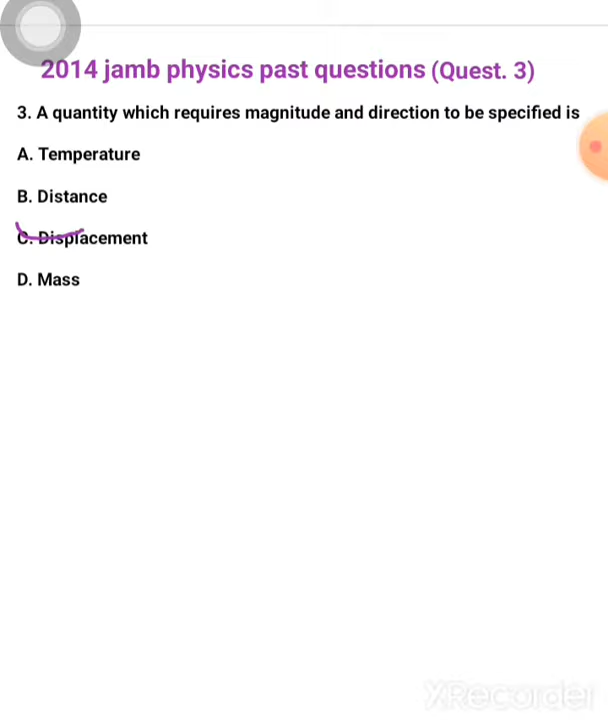 2014 jamb physics past questions (Quest. 3)
3. A quantity which requires magnitude and direction to be specified is
A. Temperature
B. Distance
C. Displacement
D. Mass
XRecorder